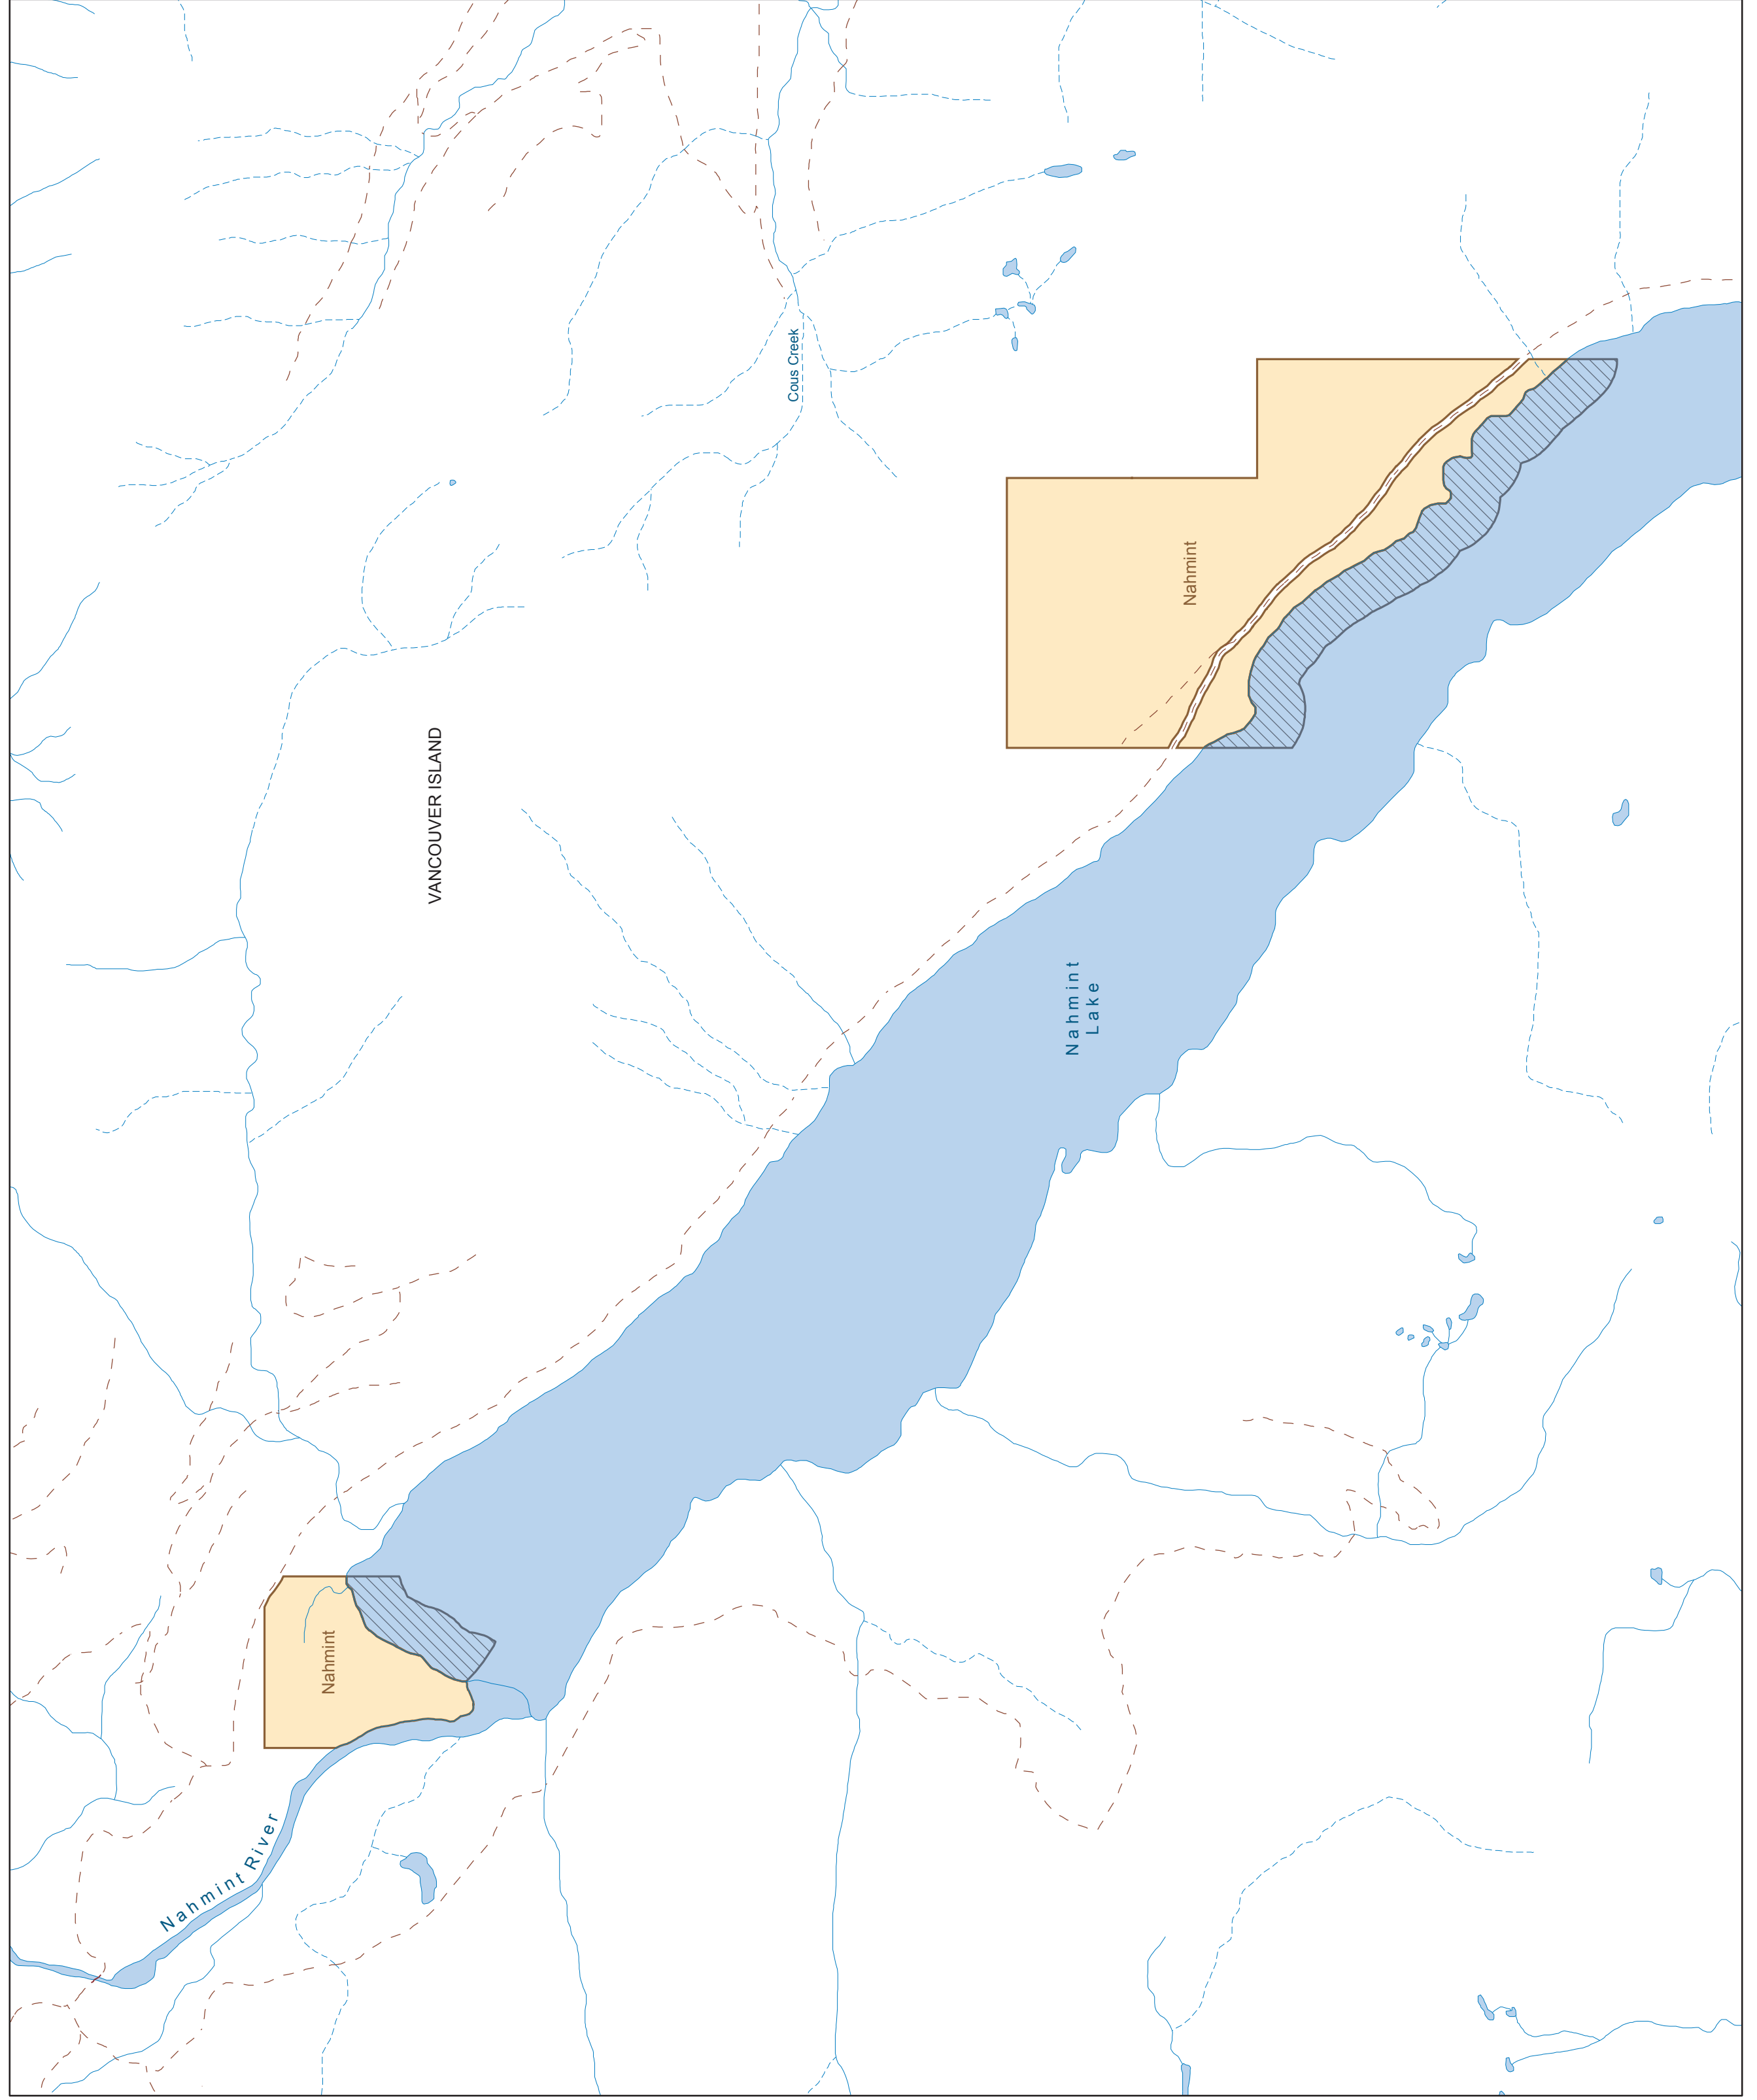 Cous Creek
Nahmint
VANCOUVER ISLAND
Nahmint
Lake
Nahmint
Nahmint River